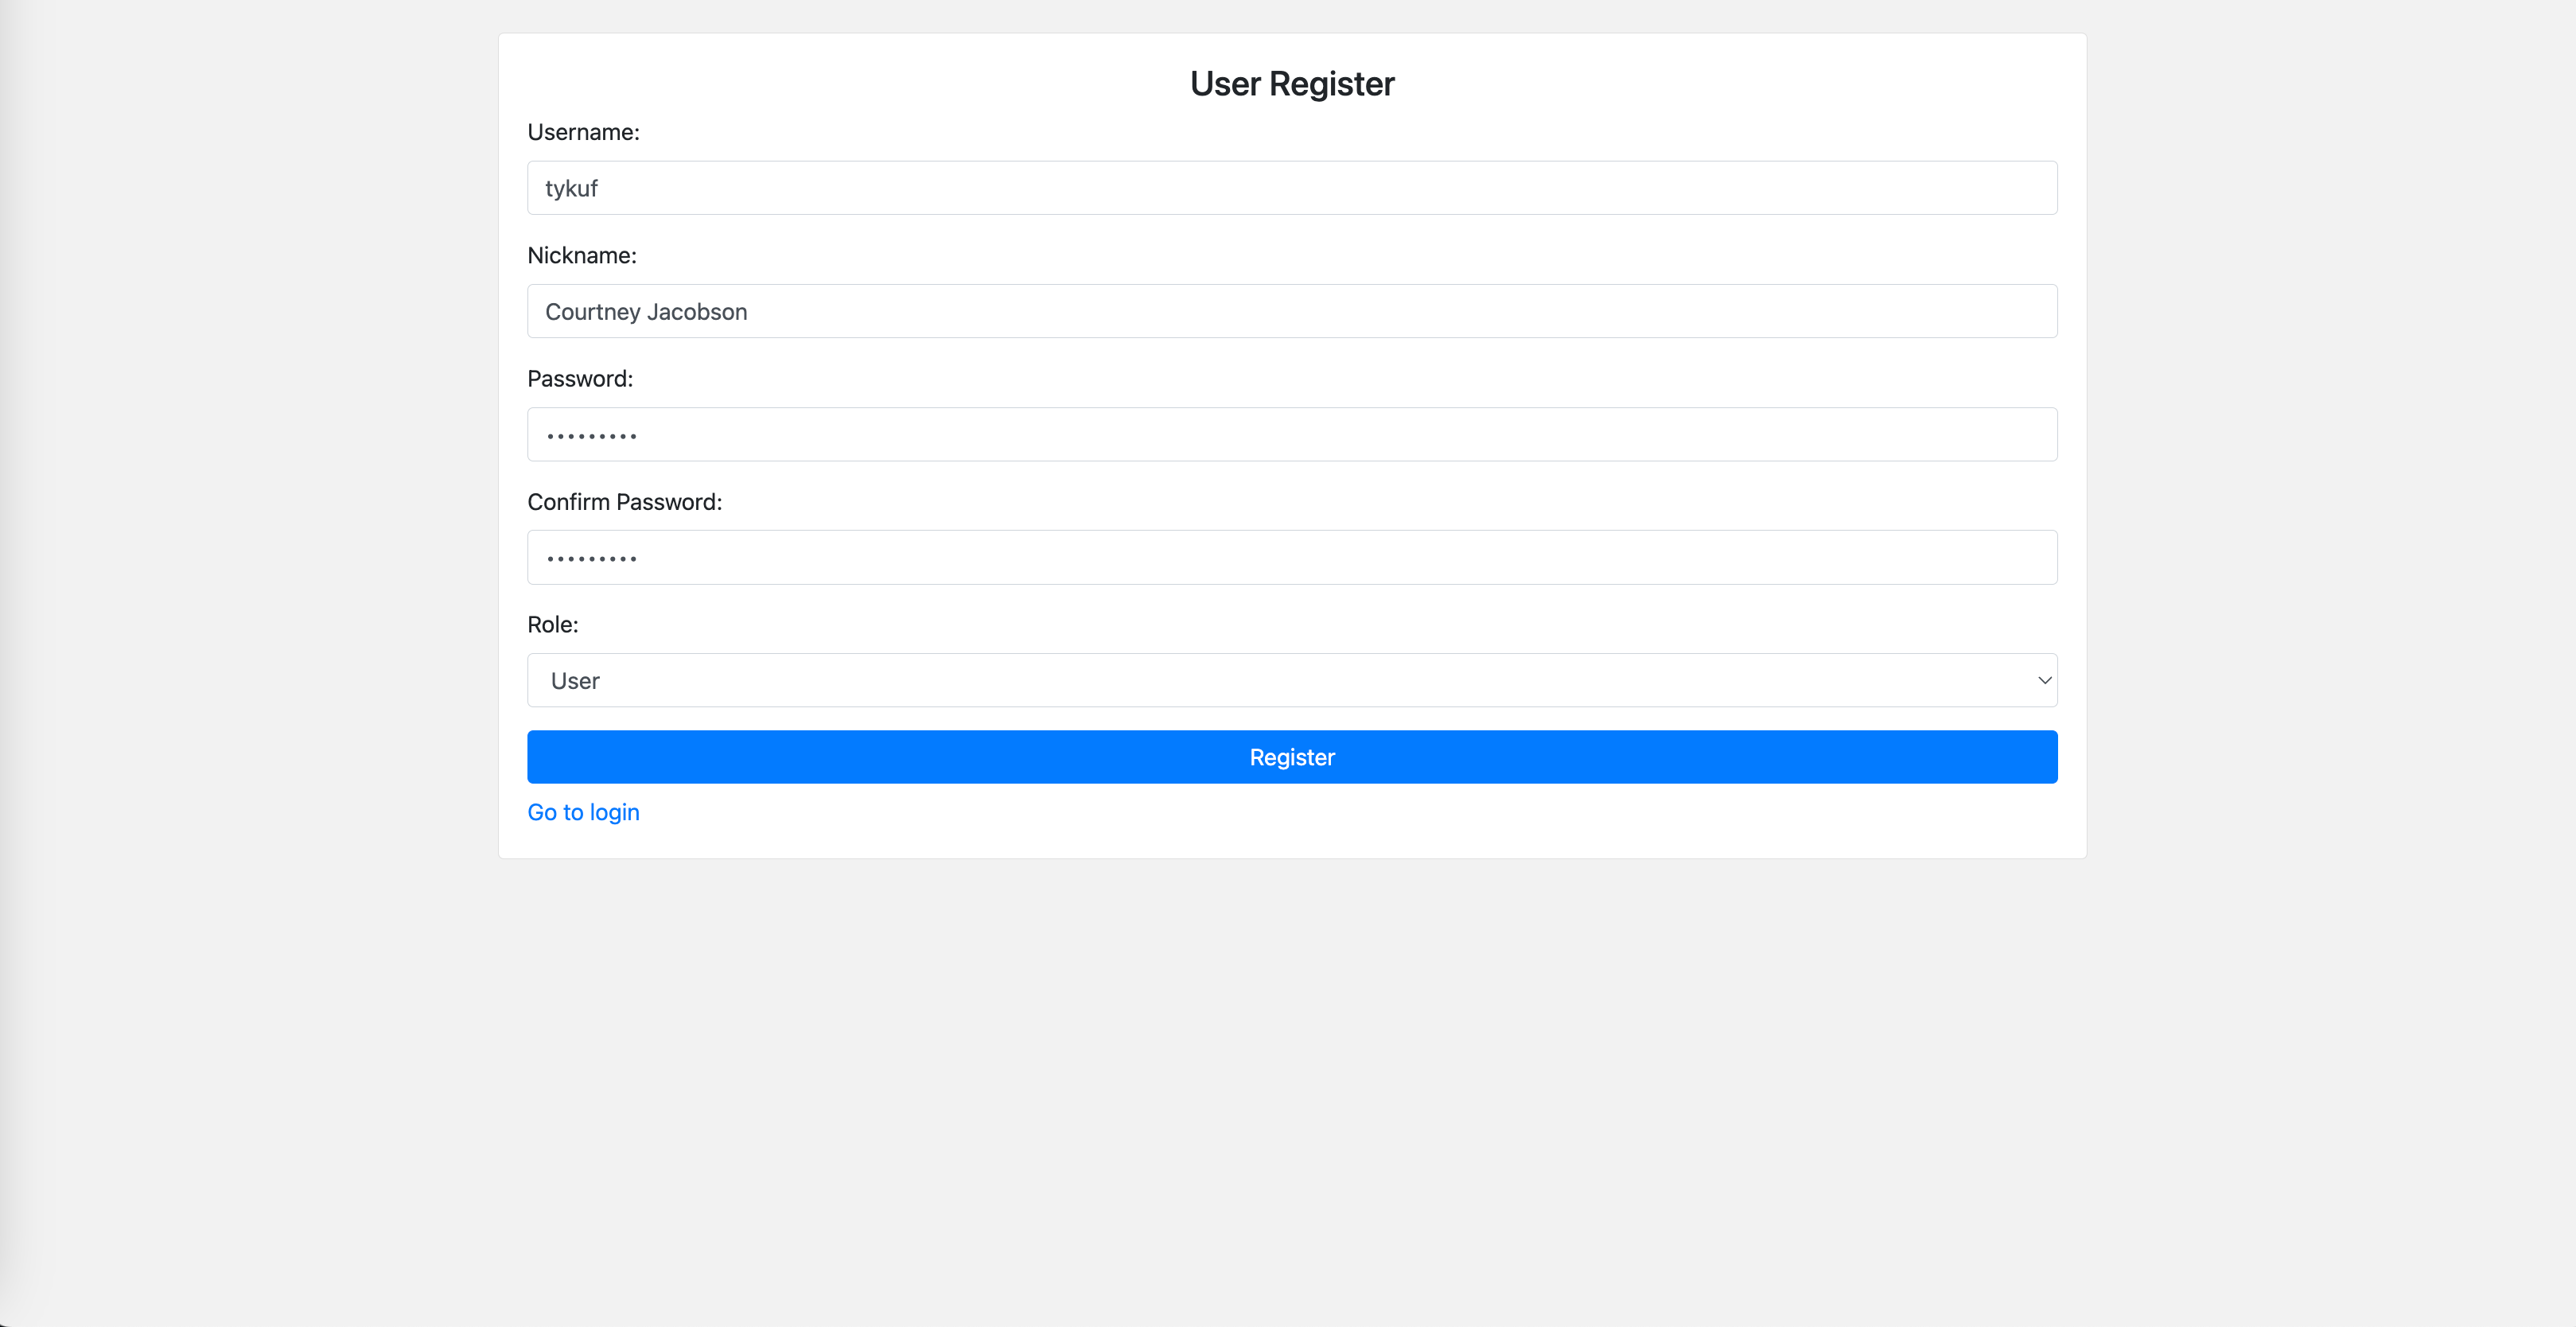 User Register
Username:
tykuf
Nickname:
Courtney Jacobson
Password:
•••••••••
Confirm Password:
•••••••••
Role:
User
Register
Go to login